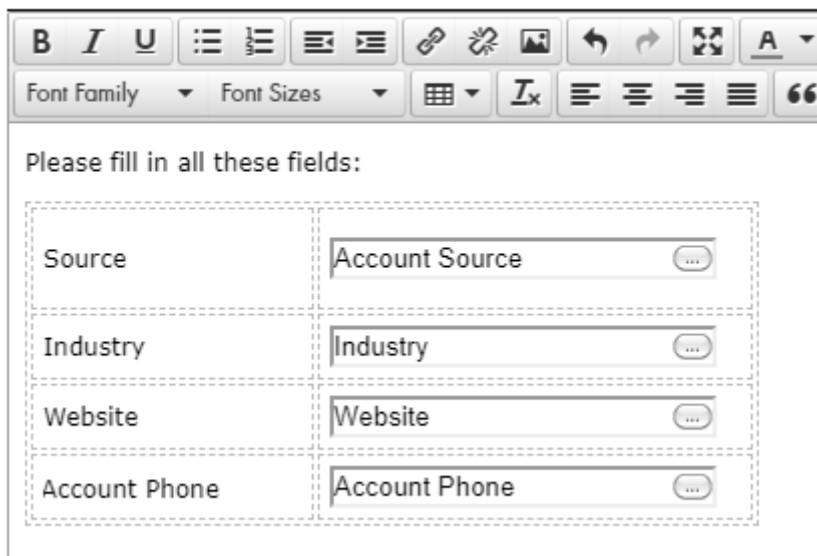 B I U A
Font Family Font Sizes Ix
Please fill in all these fields:
Source Account Source ...
Industry Industry ...
Website Website ...
Account Phone Account Phone ...